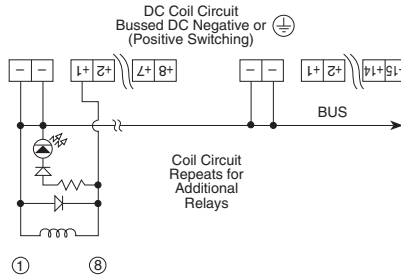 DC Coil Circuit
Bussed DC Negative or
(Positive Switching)
– – 1+ 2+ 7+ 8+ – – 1+ 2+ 14+ 15+
BUS
Coil Circuit
Repeats for
Additional
Relays
1 8